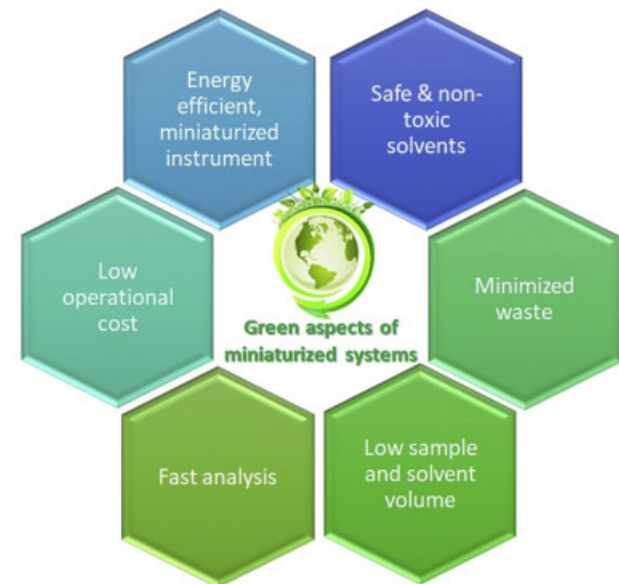 Energy
efficient,
miniaturized
instrument
Safe & non-
toxic
solvents
Low
operational
cost
Minimized
waste
Green aspects of
miniaturized systems
Fast analysis
Low sample
and solvent
volume